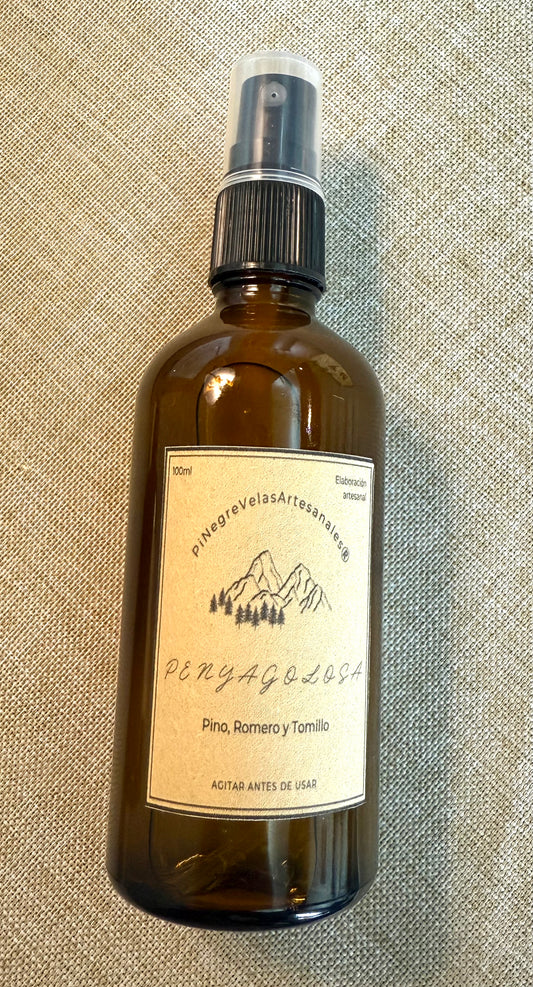 100ml
Elaboración
artesanal
PiNegreVelasArtesanales®
PENYAGOLOSA
Pino, Romero y Tomillo
AGITAR ANTES DE USAR